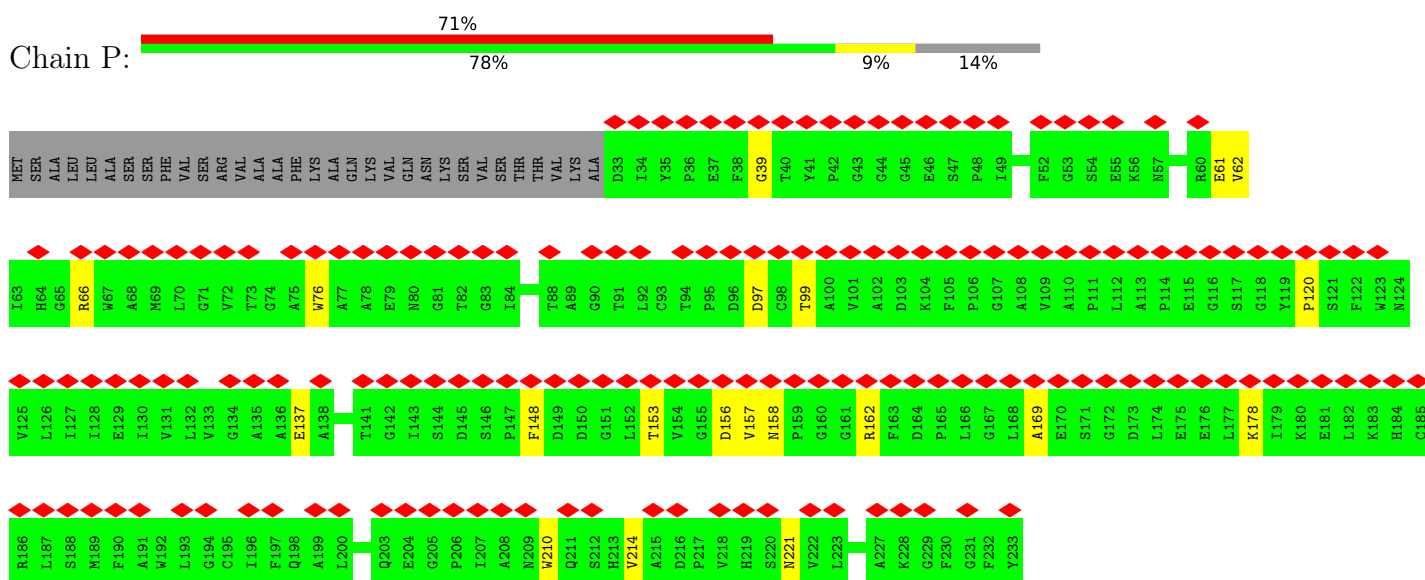 71%
Chain P:
78% 9% 14%
MET SER ALA LEU LEU ALA SER SER PHE VAL SER ARG VAL ALA ALA PHE LYS ALA GLN LYS VAL GLN ASN LYS SER VAL SER THR THR VAL LYS ALA D33 I34 Y35 P36 E37 F38 G39 T40 Y41 P42 G43 G44 G45 E46 S47 P48 I49 F52 G53 S54 E55 K56 N57 R60 E61 V62
I63 H64 G65 R66 W67 A68 M69 L70 G71 V72 T73 G74 A75 W76 A77 A78 E79 N80 G81 T82 G83 I84 T88 A89 G90 T91 L92 C93 T94 P95 D96 D97 C98 T99 A100 V101 A102 D103 K104 F105 P106 G107 A108 V109 A110 P111 L112 A113 P114 E115 G116 S117 G118 Y119 P120 S121 F122 W123 N124
V125 L126 I127 I128 E129 I130 V131 L132 V133 G134 A135 A136 E137 A138 T141 G142 I143 S144 D145 S146 P147 F148 D149 D150 G151 L152 T153 V154 G155 D156 V157 N158 P159 G160 G161 R162 F163 D164 P165 L166 G167 L168 A169 E170 S171 G172 D173 L174 E175 E176 L177 K178 I179 K180 E181 L182 K183 H184 C185
R186 L187 S188 M189 F190 A191 W192 L193 G194 C195 I196 F197 Q198 A199 L200 Q203 E204 G205 P206 I207 A208 N209 W210 Q211 S212 H213 V214 A215 D216 P217 V218 H219 S220 N221 V222 L223 A227 K228 G229 F230 G231 F232 Y233